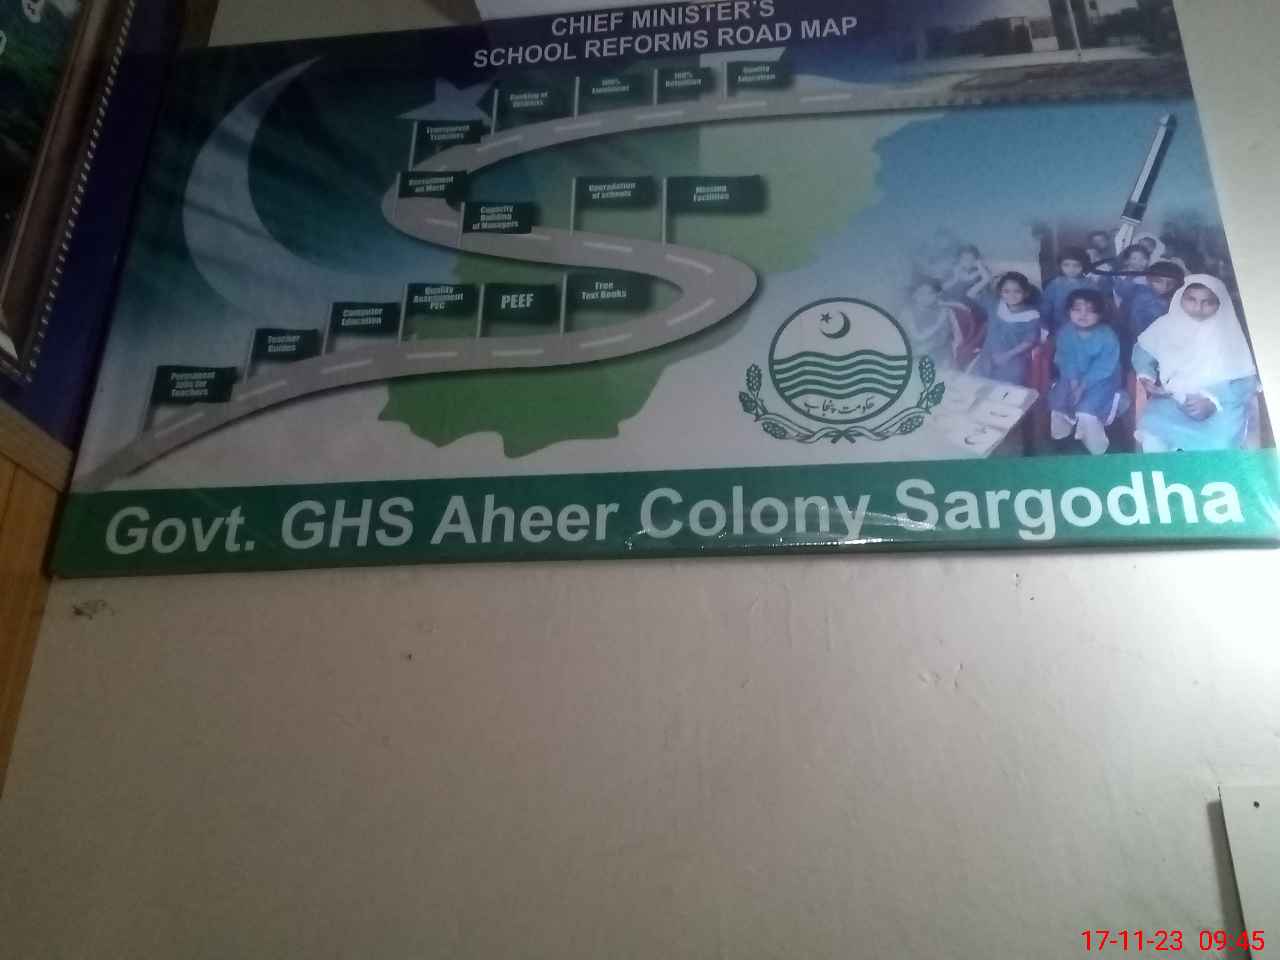 CHIEF MINISTER'S
SCHOOL REFORMS ROAD MAP
Quality
Education
100%
Retention
100%
Enrolment
Ranking of
Districts
Transparent
Transfers
Recruitment
on Merit
Capacity
Building
of Managers
Upgradation
of schools
Missing
Facilities
Free
Text Books
PEEF
Quality
Assessment
PEC
Computer
Education
Teacher
Guides
Permanent
Jobs for
Teachers
حکومت پنجاب
Govt. GHS Aheer Colony Sargodha
17-11-23 09:45